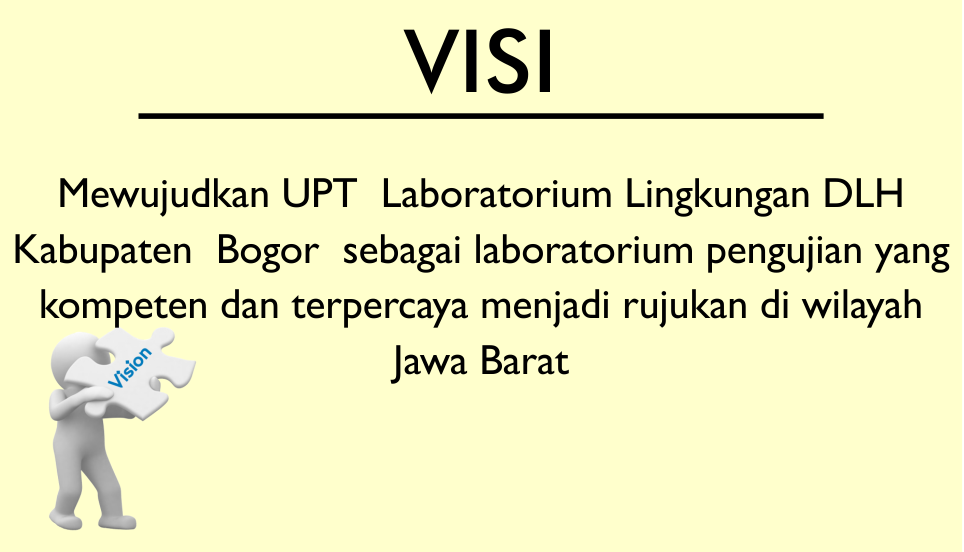 VISI
Mewujudkan UPT Laboratorium Lingkungan DLH
Kabupaten Bogor sebagai laboratorium pengujian yang
kompeten dan terpercaya menjadi rujukan di wilayah
Jawa Barat
Vision